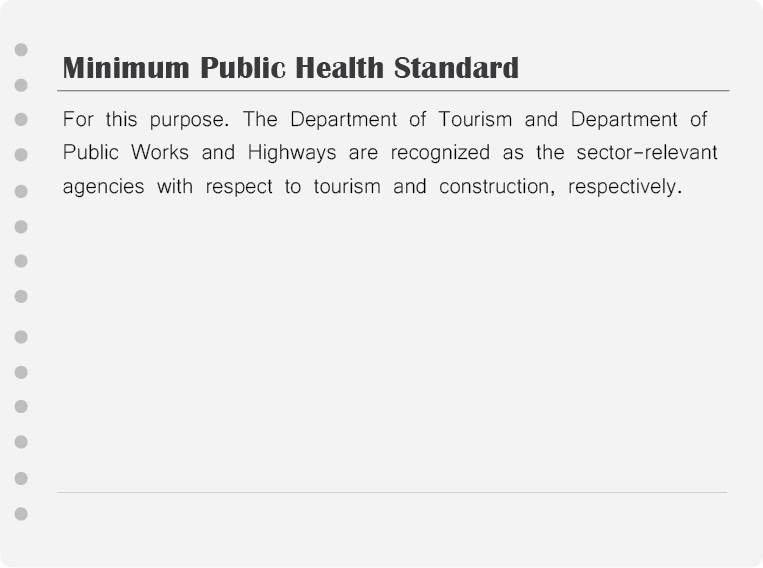 Minimum Public Health Standard
For this purpose. The Department of Tourism and Department of
Public Works and Highways are recognized as the sector-relevant
agencies with respect to tourism and construction, respectively.